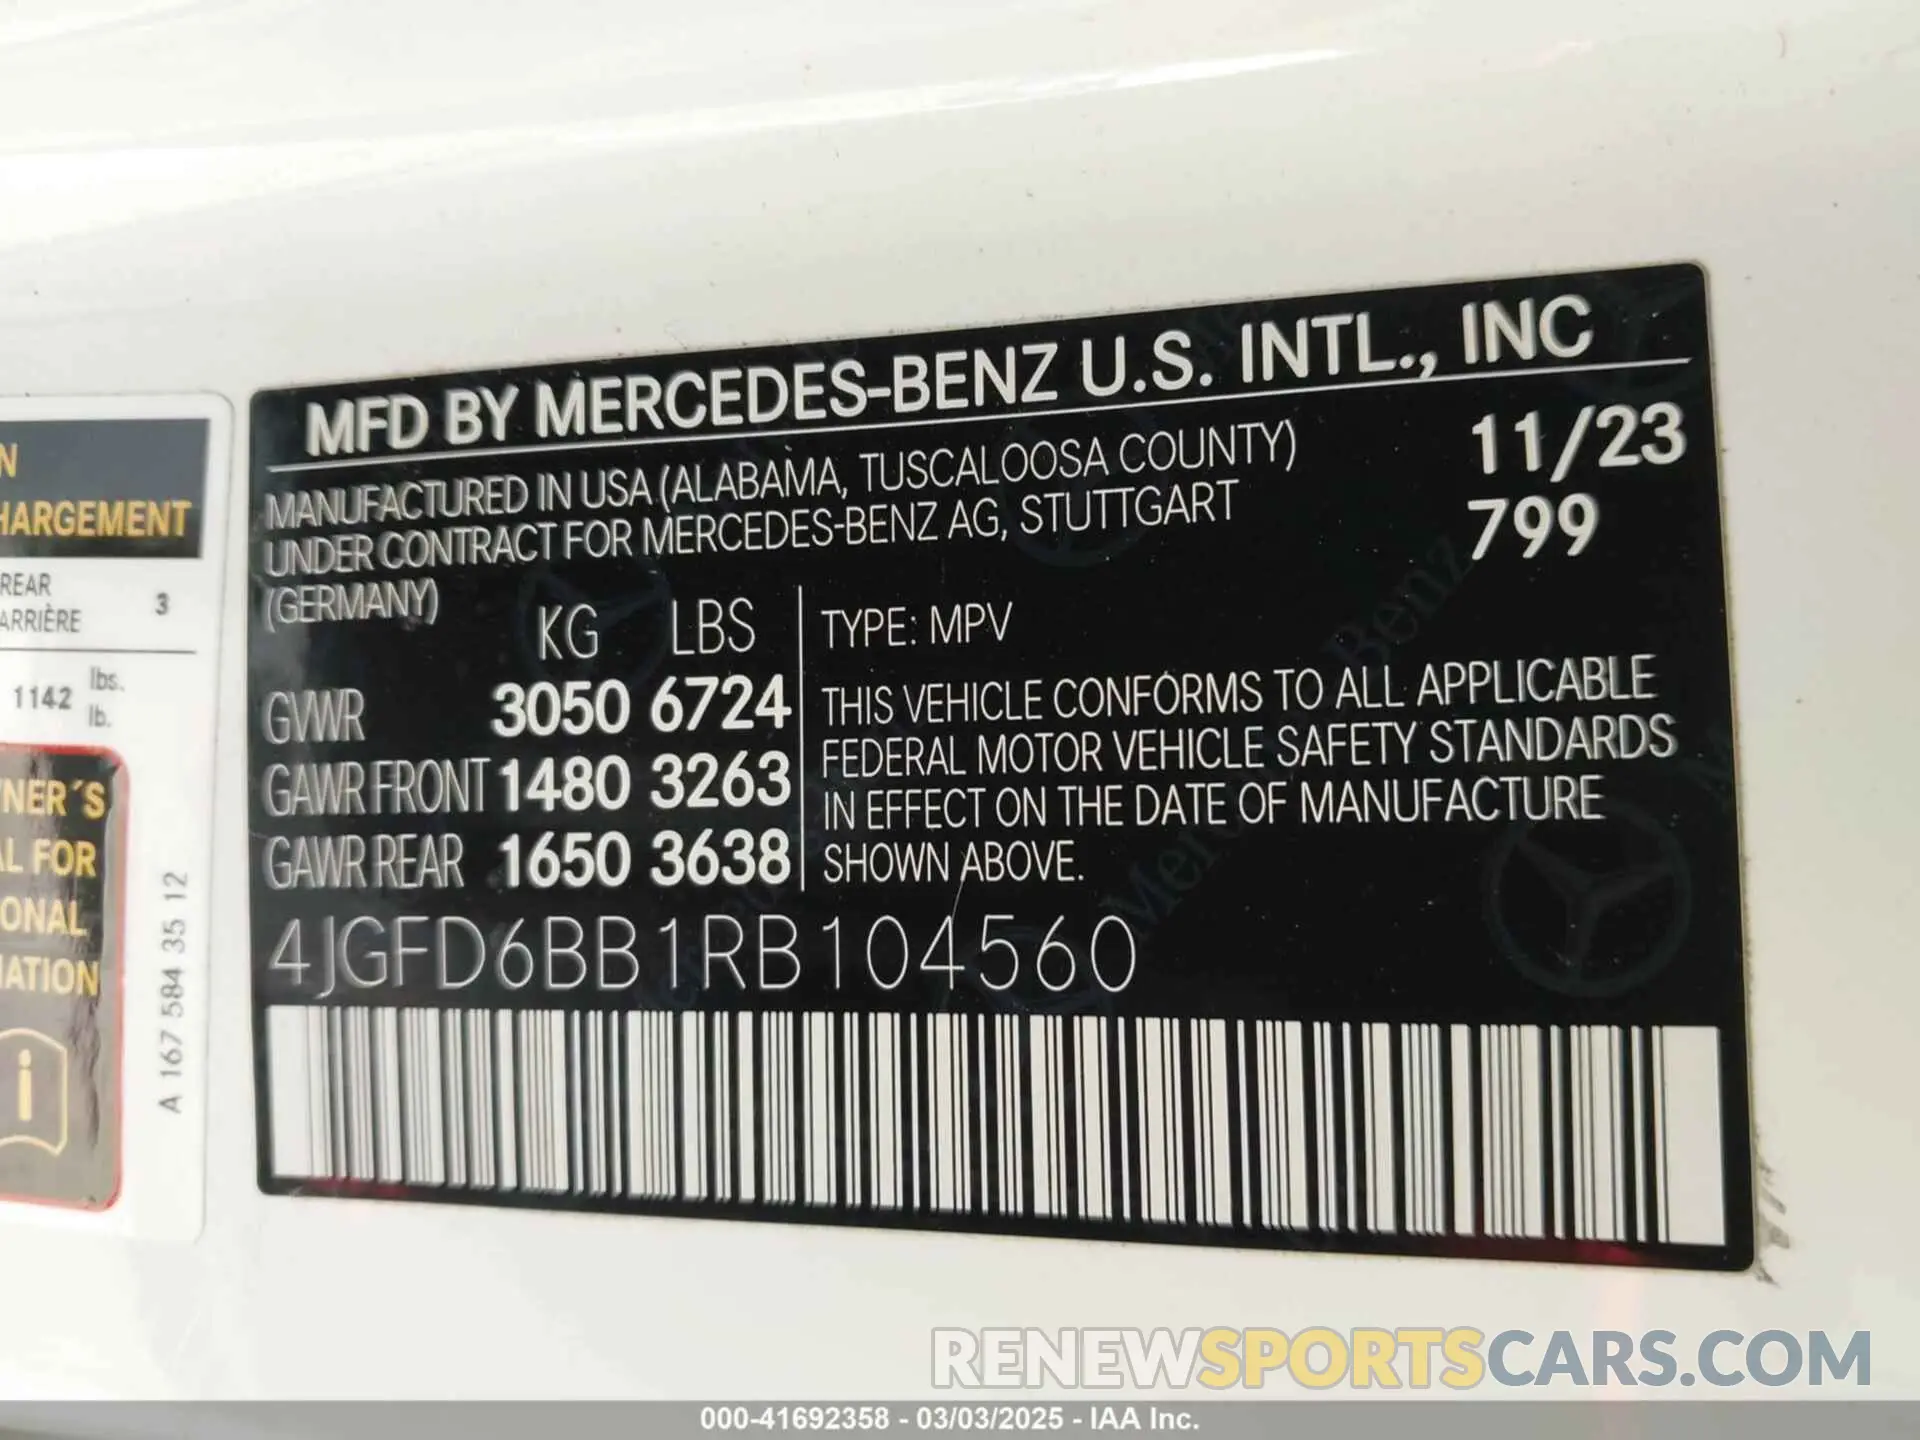 MFD BY MERCEDES-BENZ U.S. INTL., INC
MANUFACTURED IN USA (ALABAMA, TUSCALOOSA COUNTY)
11/23
UNDER CONTRACT FOR MERCEDES-BENZ AG, STUTTGART
799
(GERMANY)
KG LBS
GVWR 3050 6724
GAWR FRONT 1480 3263
GAWR REAR 1650 3638
TYPE: MPV
THIS VEHICLE CONFORMS TO ALL APPLICABLE
FEDERAL MOTOR VEHICLE SAFETY STANDARDS
IN EFFECT ON THE DATE OF MANUFACTURE
SHOWN ABOVE.
4JGFD6BB1RB104560
N
HARGEMENT
REAR
ARRIÈRE 3
1142 lbs.
lb.
NER´S
L FOR
ONAL
ATION
i
A 167 584 35 12
RENEWSPORTSCARS.COM
000-41692358 - 03/03/2025 - IAA Inc.